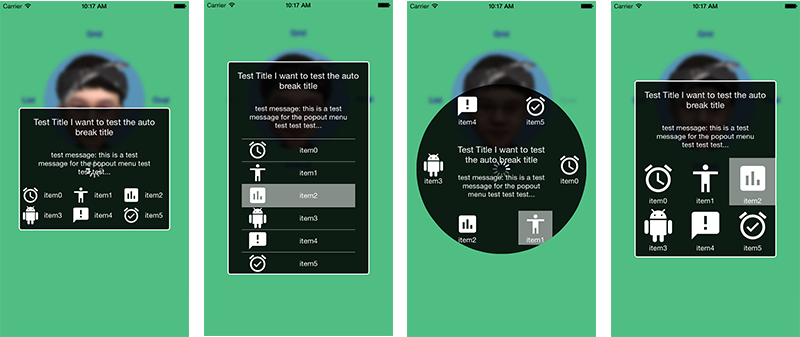 Carrier 10:17 AM
Grid
Test Title I want to test the auto
break title
test message: this is a test
message for the popout menu test
test test...
item0 item1 item2
item3 item4 item5
Carrier 10:17 AM
Test Title I want to test the auto
break title
test message: this is a test
message for the popout menu
test test test...
item0
item1
item2
item3
item4
item5
Carrier 10:17 AM
item4 item5
Test Title I want to test
the auto break title
item3 item0
test message: this is a test
message for the popout
menu test test test...
item2 item1
Carrier 10:17 AM
Test Title I want to test the auto
break title
test message: this is a test
message for the popout menu
test test test...
item0 item1 item2
item3 item4 item5